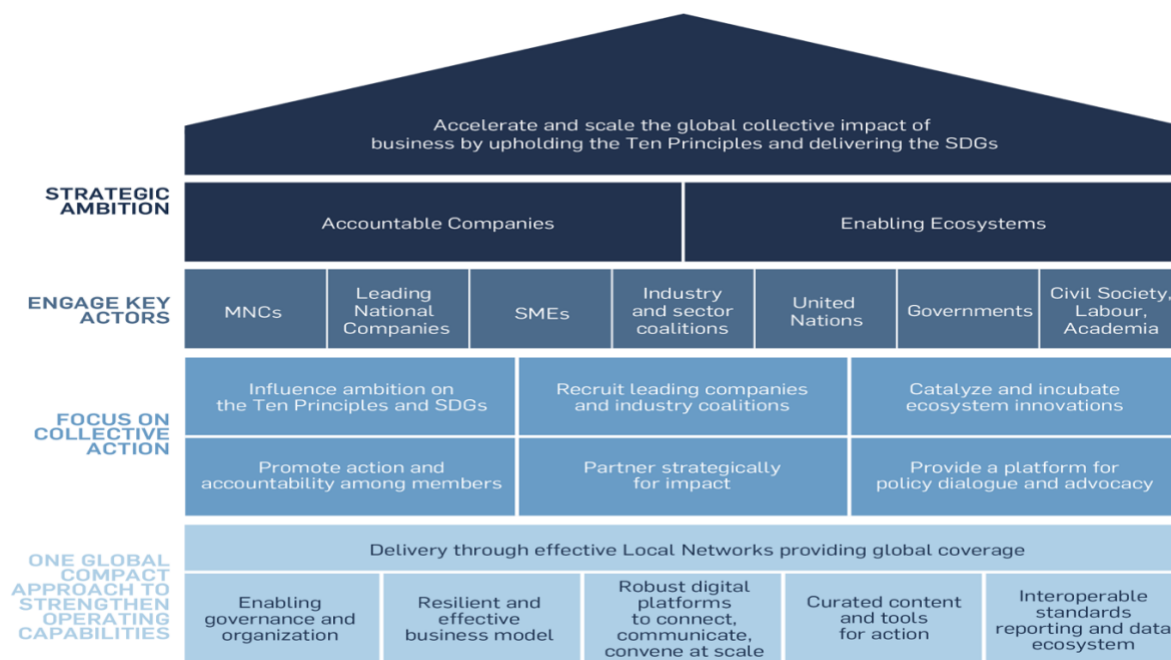 Accelerate and scale the global collective impact of
business by upholding the Ten Principles and delivering the SDGs
STRATEGIC
AMBITION
Accountable Companies
Enabling Ecosystems
ENGAGE KEY
ACTORS
MNCs
Leading
National
Companies
SMEs
Industry
and sector
coalitions
United
Nations
Governments
Civil Society,
Labour,
Academia
FOCUS ON
COLLECTIVE
ACTION
Influence ambition on
the Ten Principles and SDGs
Recruit leading companies
and industry coalitions
Catalyze and incubate
ecosystem innovations
Promote action and
accountability among members
Partner strategically
for impact
Provide a platform for
policy dialogue and advocacy
ONE GLOBAL
COMPACT
APPROACH TO
STRENGTHEN
OPERATING
CAPABILITIES
Delivery through effective Local Networks providing global coverage
Enabling
governance and
organization
Resilient and
effective
business model
Robust digital
platforms
to connect,
communicate,
convene at scale
Curated content
and tools
for action
Interoperable
standards
reporting and data
ecosystem